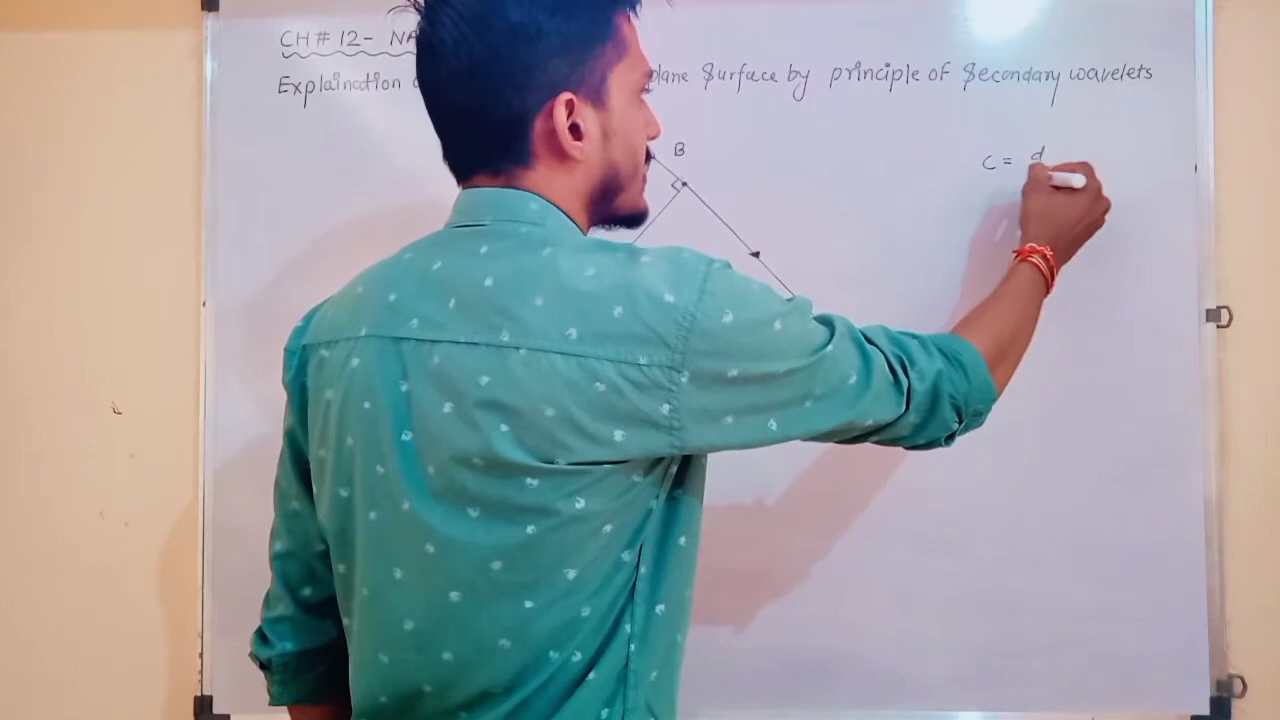 CH # 12 - NA
Explaination plane Surface by principle of Secondary wavelets
B
C = d